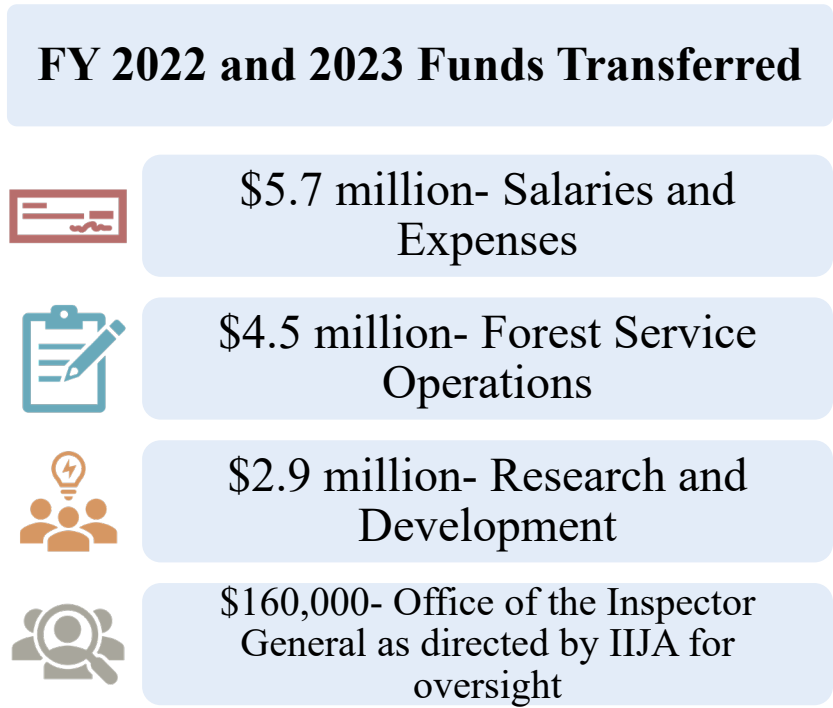 FY 2022 and 2023 Funds Transferred
$5.7 million- Salaries and
Expenses
$4.5 million- Forest Service
Operations
$2.9 million- Research and
Development
$160,000- Office of the Inspector
General as directed by IIJA for
oversight